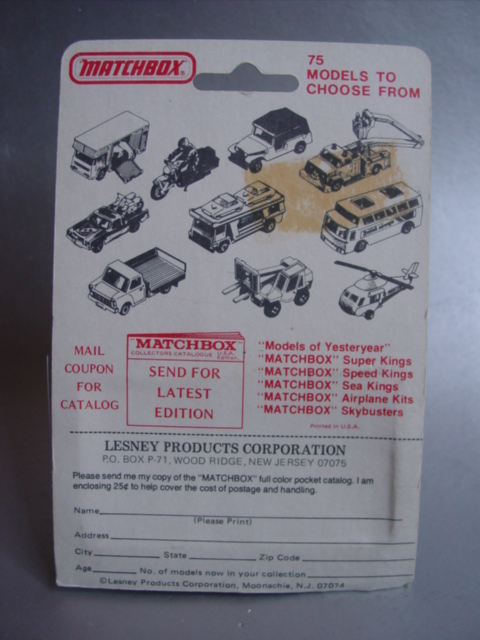 MATCHBOX
75
MODELS TO
CHOOSE FROM
MAIL
COUPON
FOR
CATALOG
MATCHBOX
COLLECTORS CATALOGUE U.S.A. Edition
SEND FOR
LATEST
EDITION
"Models of Yesteryear"
"MATCHBOX" Super Kings
"MATCHBOX" Speed Kings
"MATCHBOX" Sea Kings
"MATCHBOX" Airplane Kits
"MATCHBOX" Skybusters
Printed in U.S.A.
LESNEY PRODUCTS CORPORATION
P.O. BOX P-71, WOOD RIDGE, NEW JERSEY 07075
Please send me my copy of the "MATCHBOX" full color pocket catalog. I am
enclosing 25¢ to help cover the cost of postage and handling.
Name
(Please Print)
Address
City State Zip Code
Age No. of models now in your collection
©Lesney Products Corporation, Moonachie, N.J. 07074